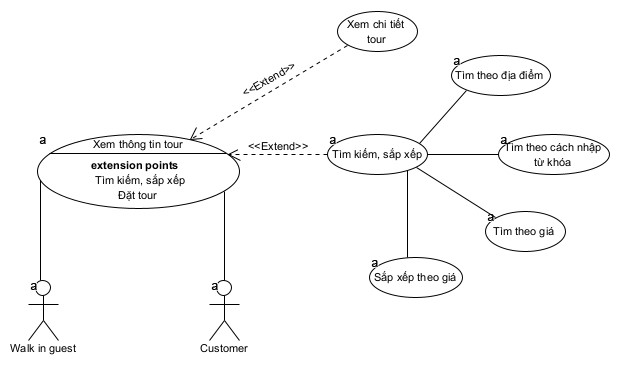 Xem chi tiết
tour
<<Extend>>
a
Tìm theo địa điểm
a
Xem thông tin tour
extension points
Tìm kiếm, sắp xếp
Đặt tour
<<Extend>>
a
Tìm kiếm, sắp xếp
a
Tìm theo cách nhập
từ khóa
a
Tìm theo giá
a
Sắp xếp theo giá
a
Walk in guest
a
Customer